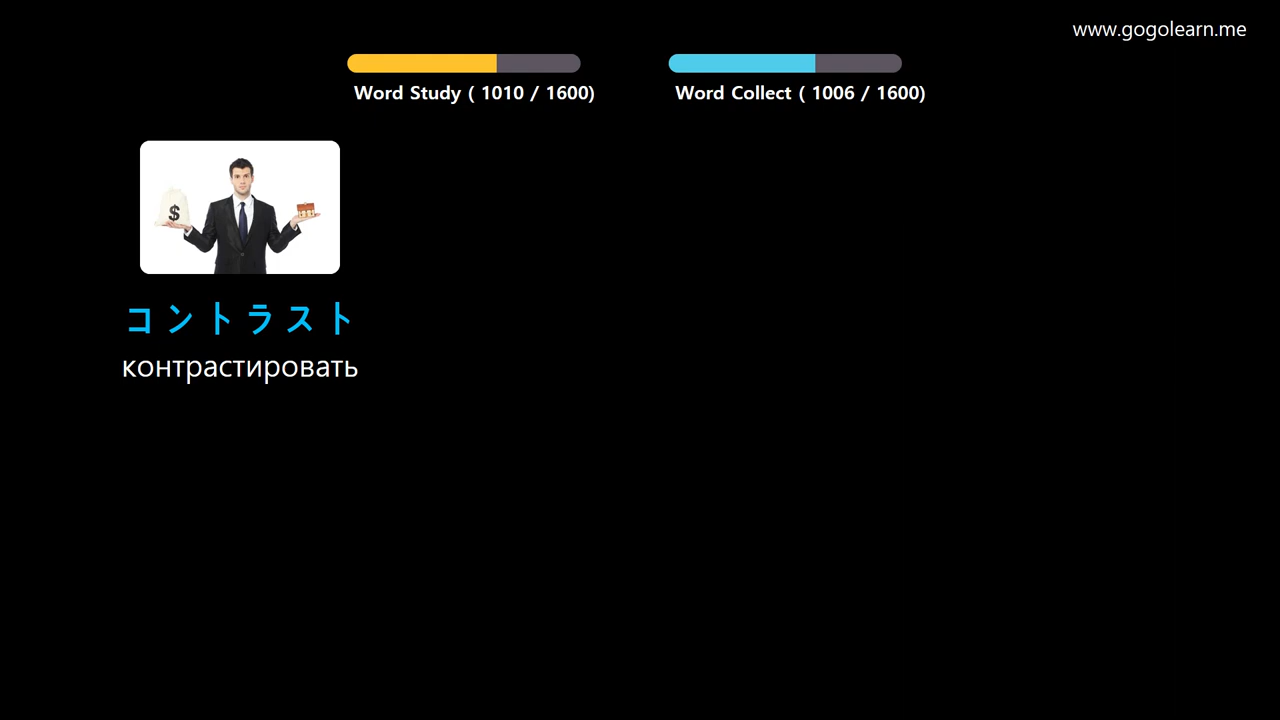 www.gogolearn.me
Word Study ( 1010 / 1600)
Word Collect ( 1006 / 1600)
$
コントラスト
контрастировать